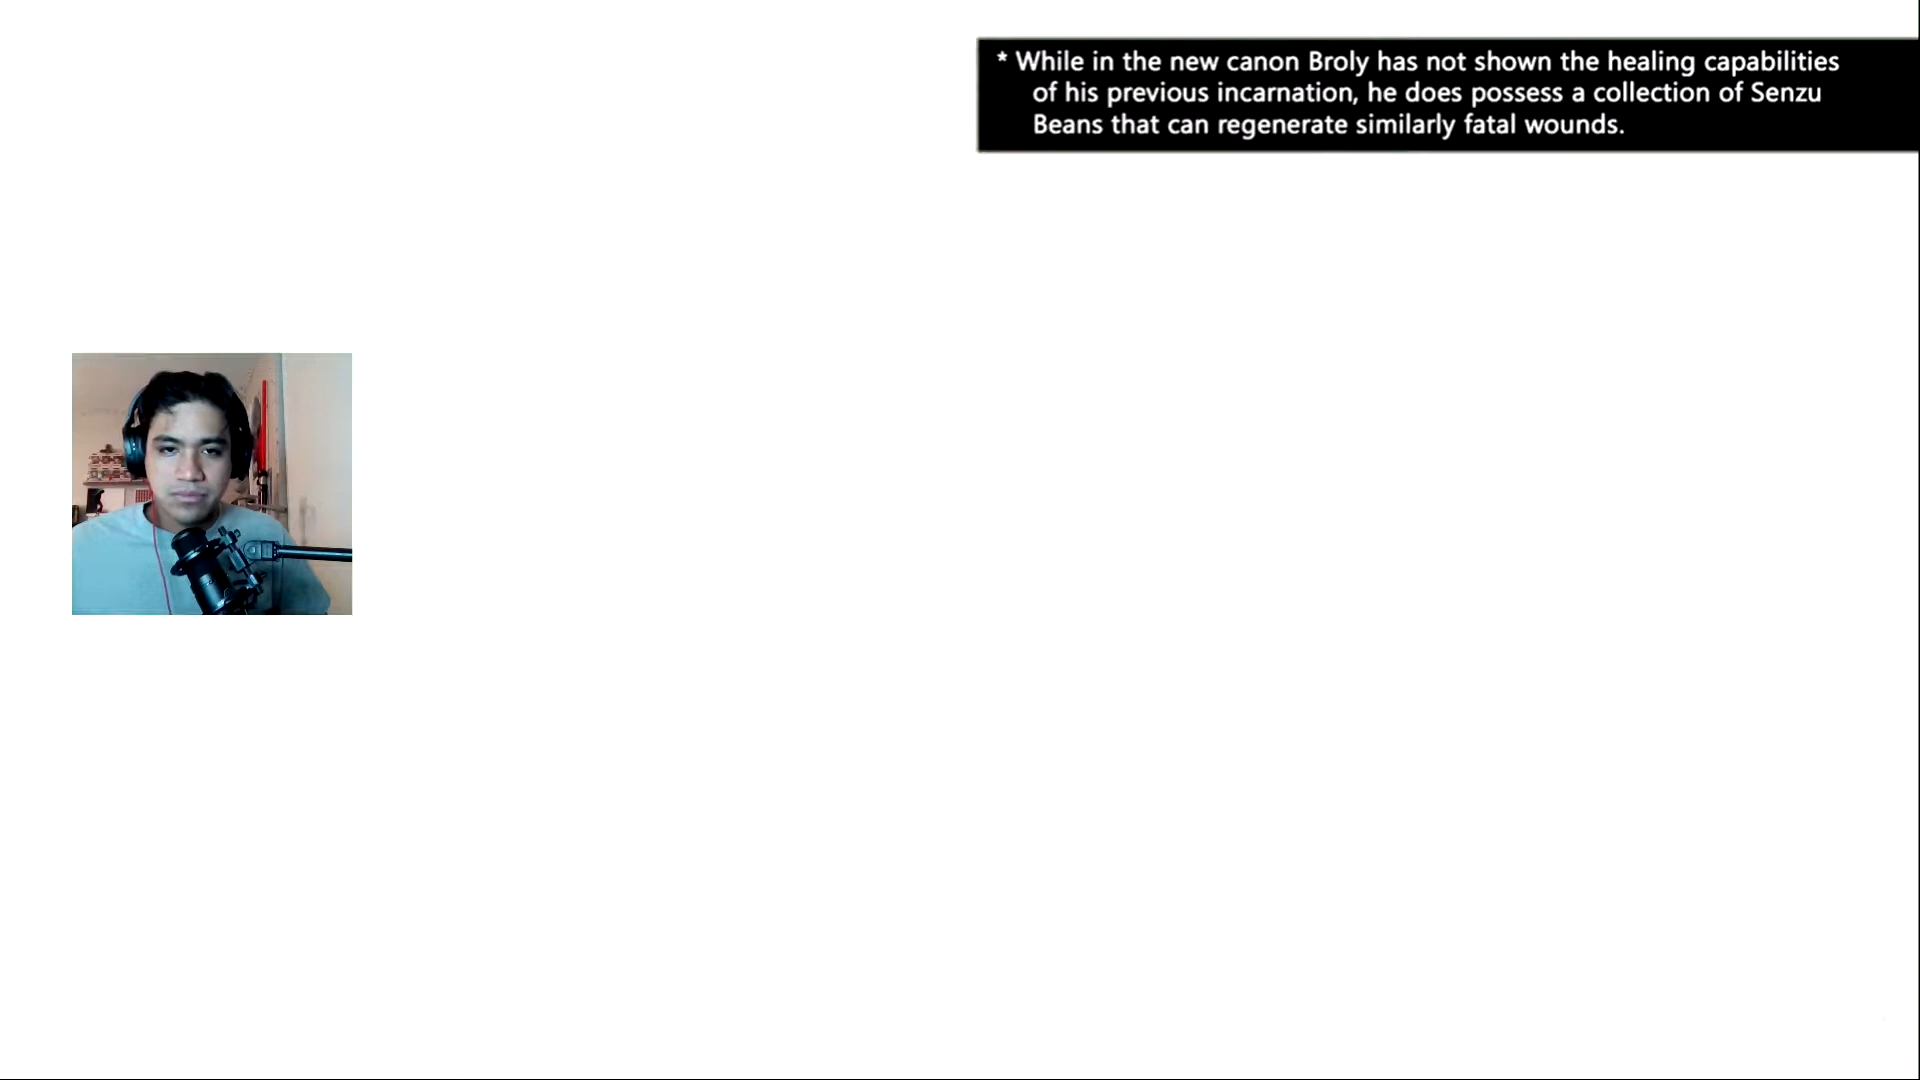 * While in the new canon Broly has not shown the healing capabilities
of his previous incarnation, he does possess a collection of Senzu
Beans that can regenerate similarly fatal wounds.